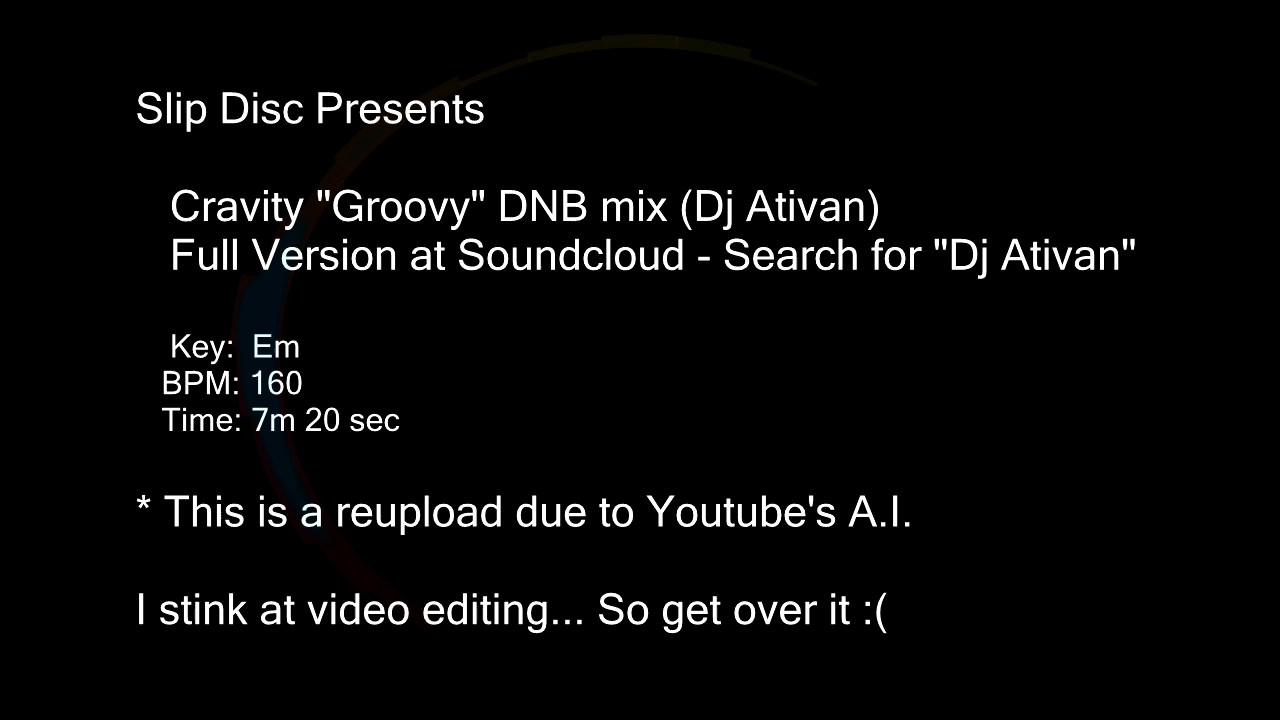 Slip Disc Presents
Cravity "Groovy" DNB mix (Dj Ativan)
Full Version at Soundcloud - Search for "Dj Ativan"
Key: Em
BPM: 160
Time: 7m 20 sec
* This is a reupload due to Youtube's A.I.
I stink at video editing... So get over it :(